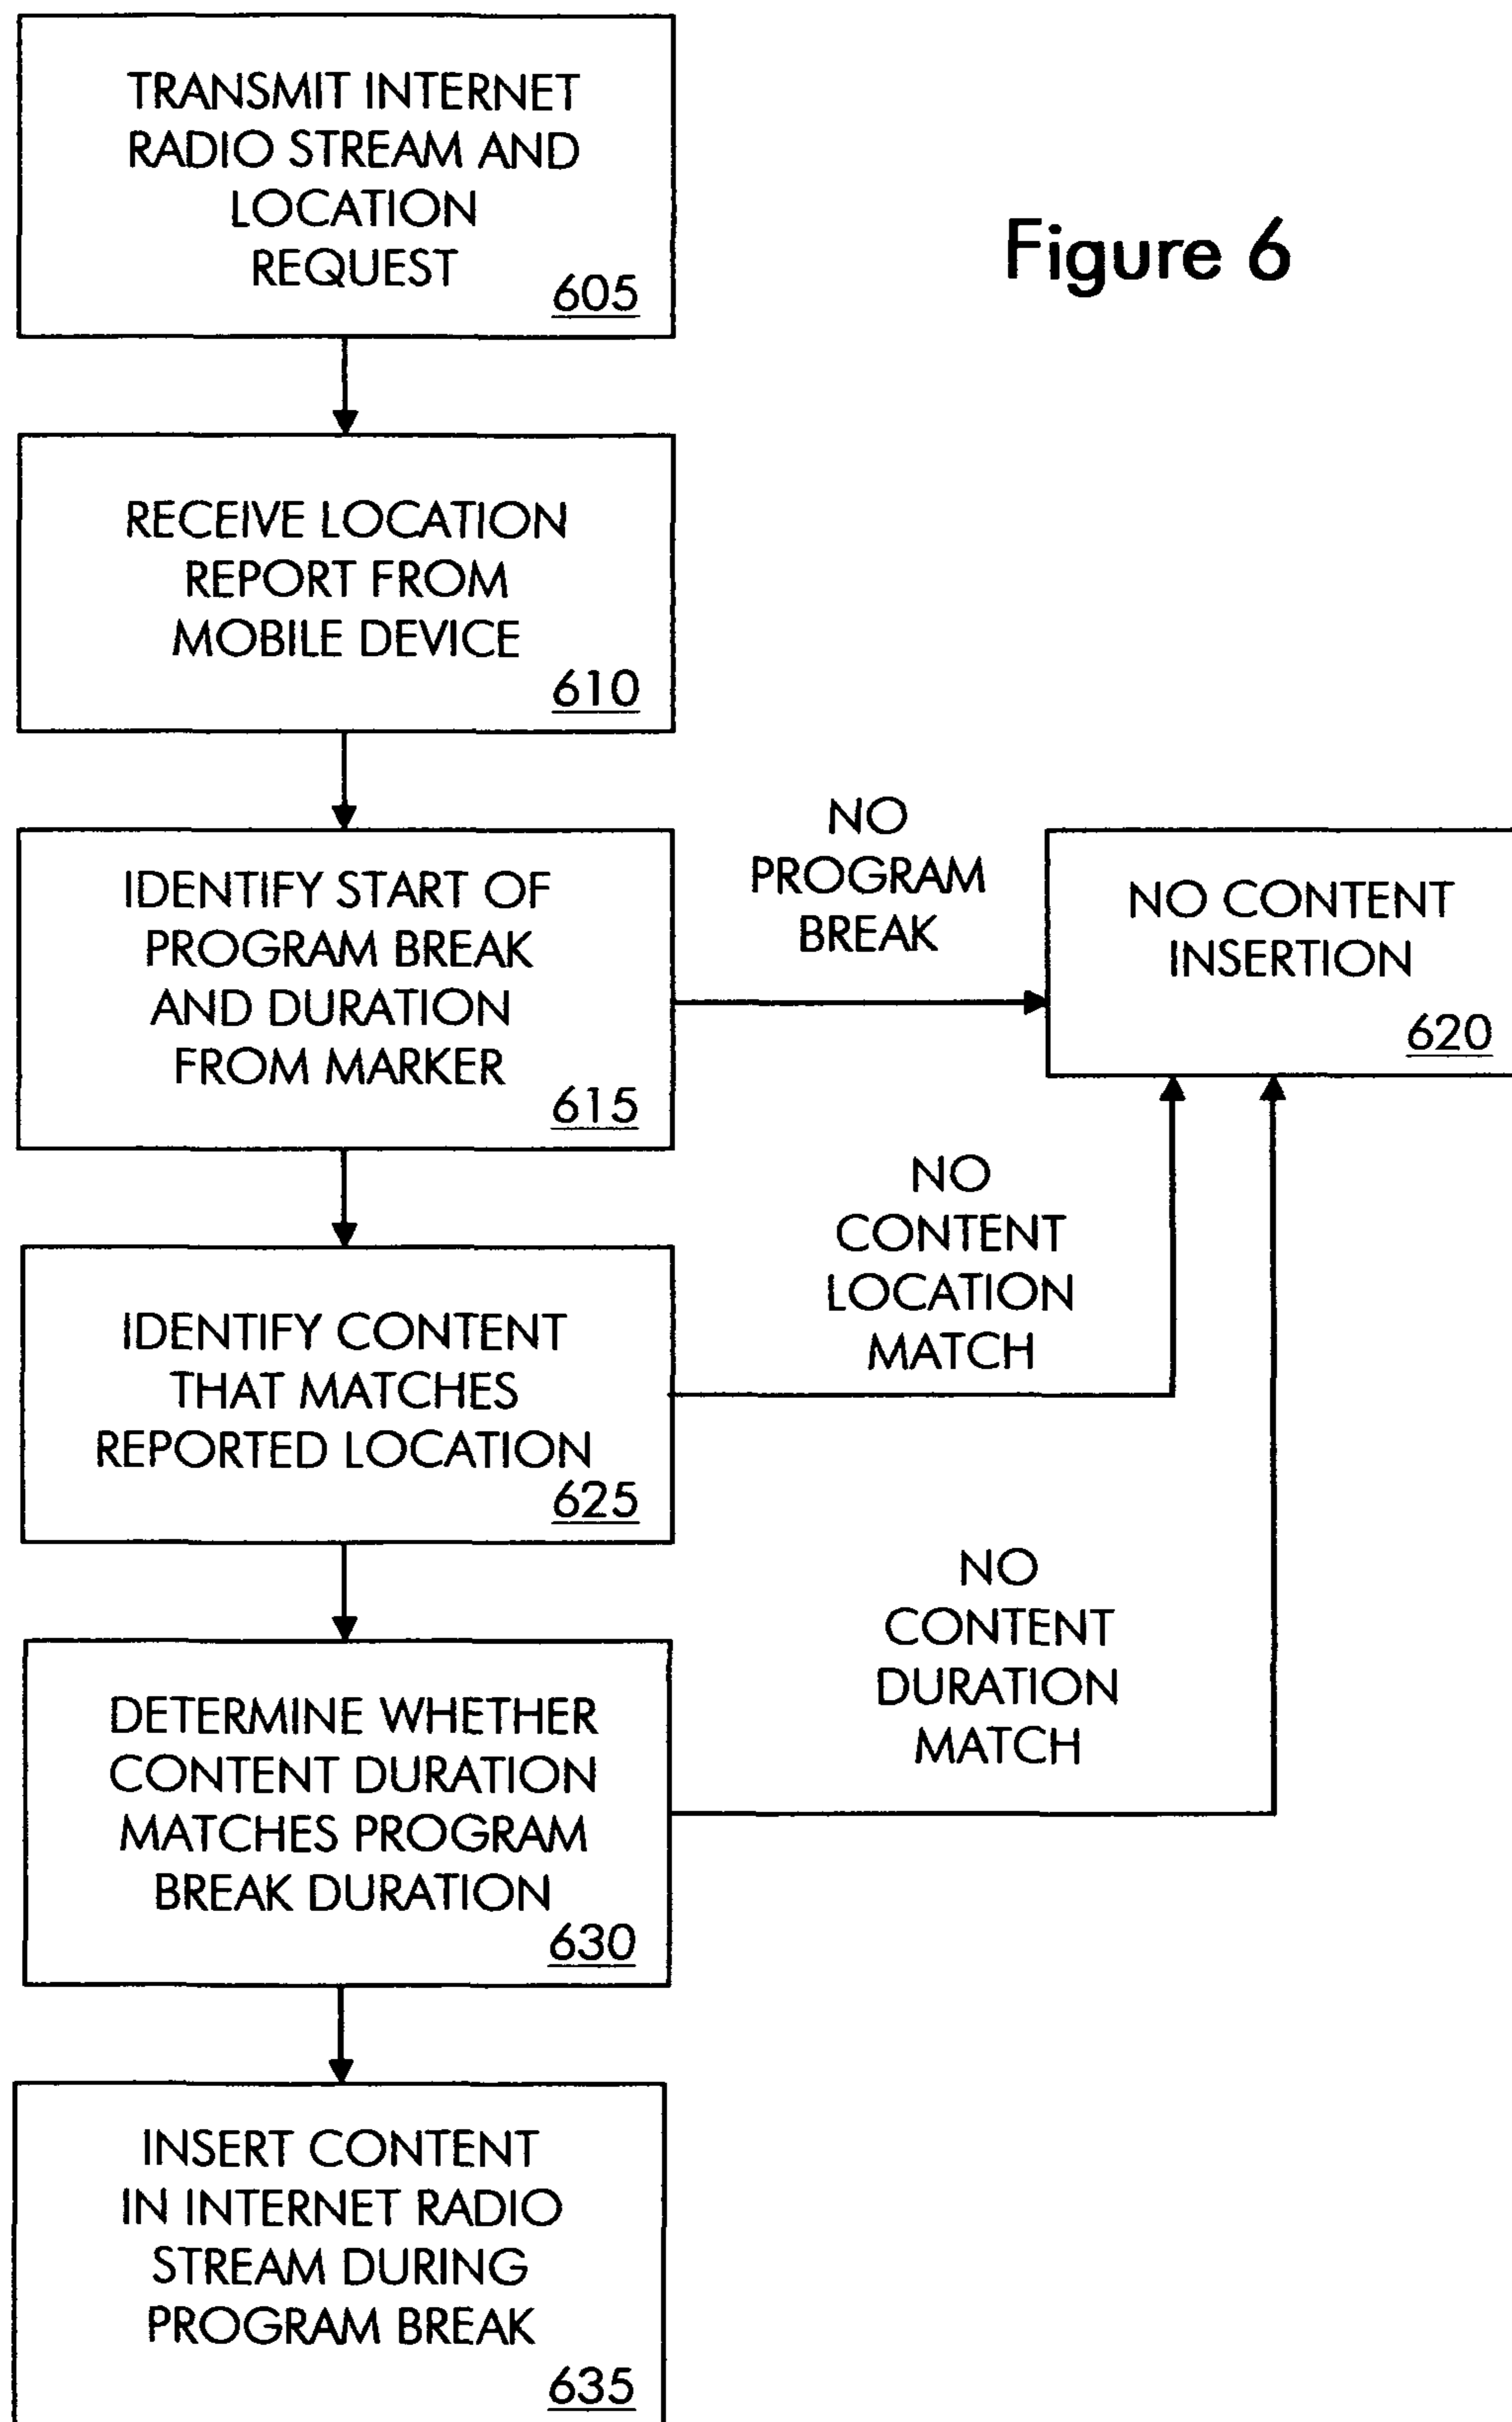 TRANSMIT INTERNET
RADIO STREAM AND
LOCATION
REQUEST
605
Figure 6
RECEIVE LOCATION
REPORT FROM
MOBILE DEVICE
610
IDENTIFY START OF
PROGRAM BREAK
AND DURATION
FROM MARKER
615
NO
PROGRAM
BREAK
NO CONTENT
INSERTION
620
IDENTIFY CONTENT
THAT MATCHES
REPORTED LOCATION
625
NO
CONTENT
LOCATION
MATCH
DETERMINE WHETHER
CONTENT DURATION
MATCHES PROGRAM
BREAK DURATION
630
NO
CONTENT
DURATION
MATCH
INSERT CONTENT
IN INTERNET RADIO
STREAM DURING
PROGRAM BREAK
635